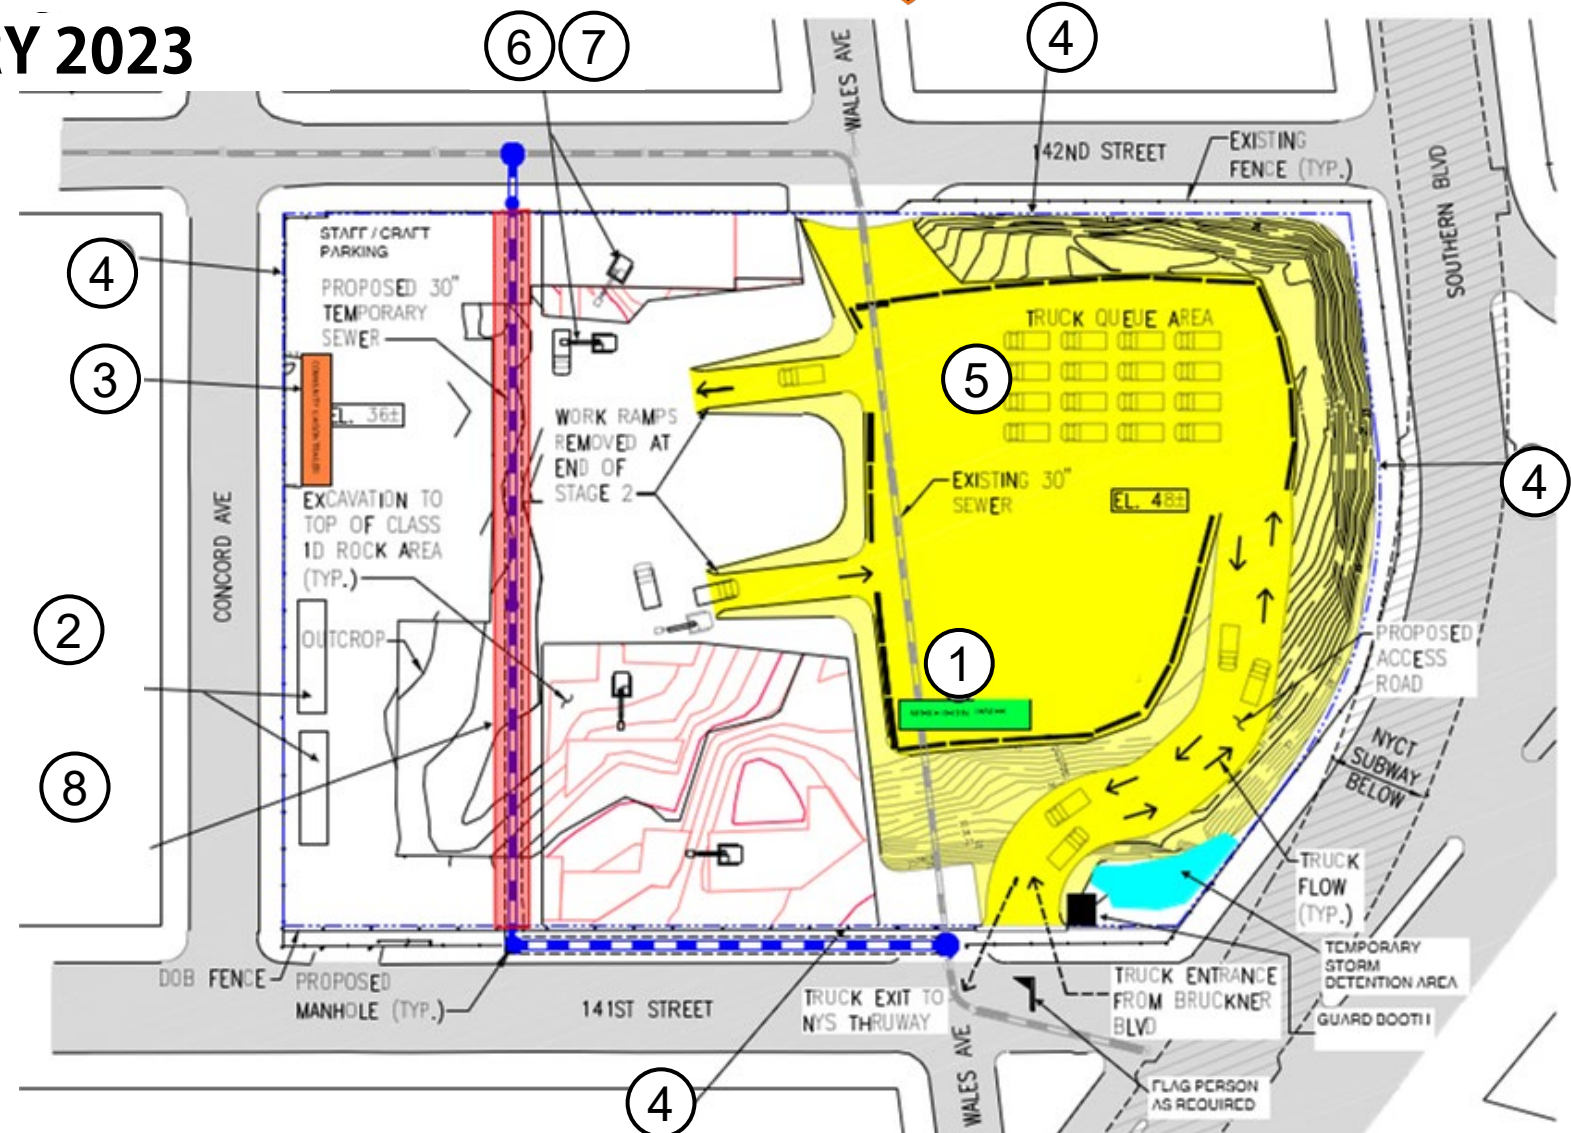 RY 2023
6
7
4
WALES AVE
142ND STREET
EXISTING
FENCE (TYP.)
SOUTHERN BLVD
STAFF / CRAFT
PARKING
4
PROPOSED 30"
TEMPORARY
SEWER
TRUCK QUEUE AREA
3
5
EL. 36±
WORK RAMPS
REMOVED AT
END OF
STAGE 2
EXISTING 30"
SEWER
EL. 48±
4
EXCAVATION TO
TOP OF CLASS
1D ROCK AREA
(TYP.)
CONCORD AVE
2
OUTCROP
1
PROPOSED
ACCESS
ROAD
8
NYCT
SUBWAY
BELOW
TRUCK
FLOW
(TYP.)
DOB FENCE
PROPOSED
MANHOLE (TYP.)
141ST STREET
TRUCK EXIT TO
NYS THRUWAY
TRUCK ENTRANCE
FROM BRUCKNER
BLVD
TEMPORARY
STORM
DETENTION AREA
GUARD BOOTH
WALES AVE
FLAG PERSON
AS REQUIRED
4